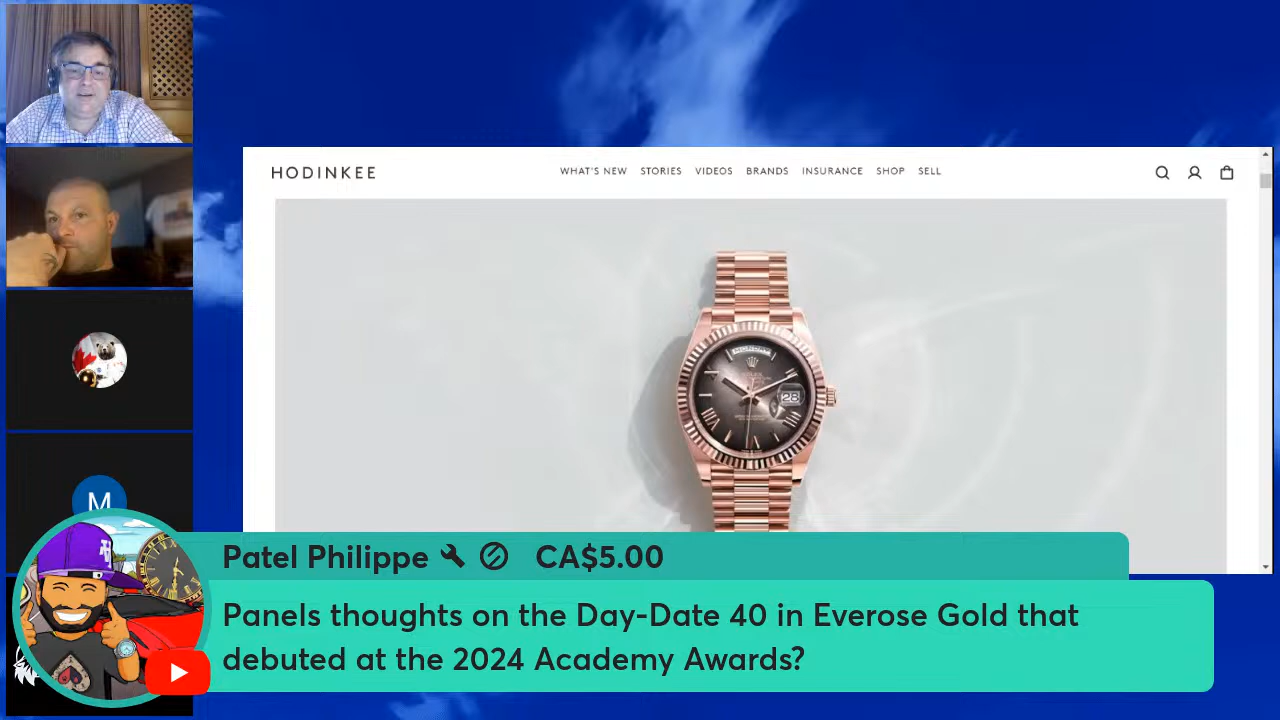 HODINKEE
WHAT'S NEW STORIES VIDEOS BRANDS INSURANCE SHOP SELL
28
M
Patel Philippe CA$5.00
Panels thoughts on the Day-Date 40 in Everose Gold that
debuted at the 2024 Academy Awards?